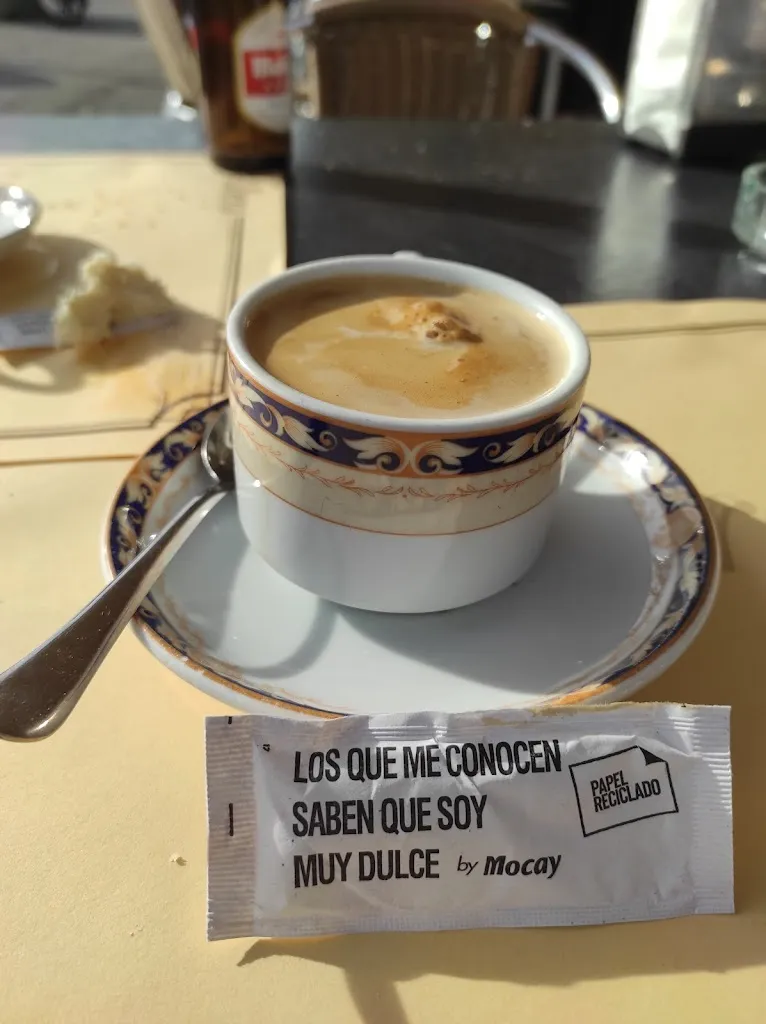 LOS QUE ME CONOCEN
SABEN QUE SOY
MUY DULCE by Mocay
PAPEL
RECICLADO